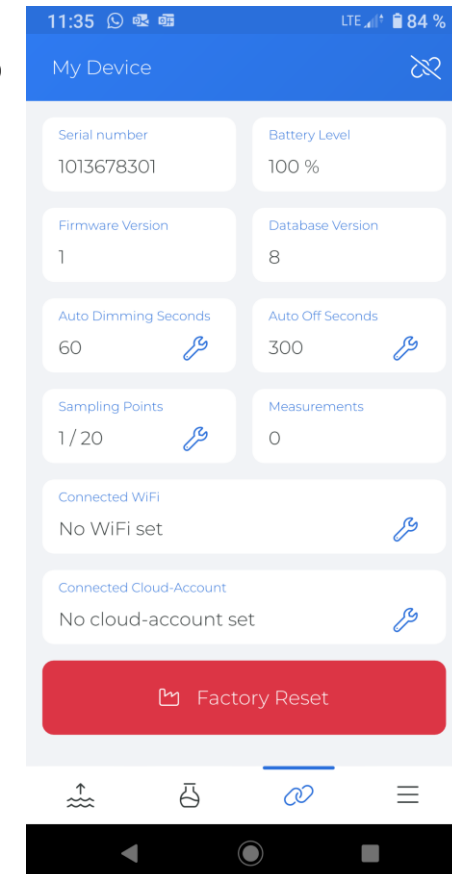 11:35 LTE 84 %
My Device
Serial number Battery Level
1013678301 100 %
Firmware Version Database Version
1 8
Auto Dimming Seconds Auto Off Seconds
60 300
Sampling Points Measurements
1 / 20 0
Connected WiFi
No WiFi set
Connected Cloud-Account
No cloud-account set
Factory Reset